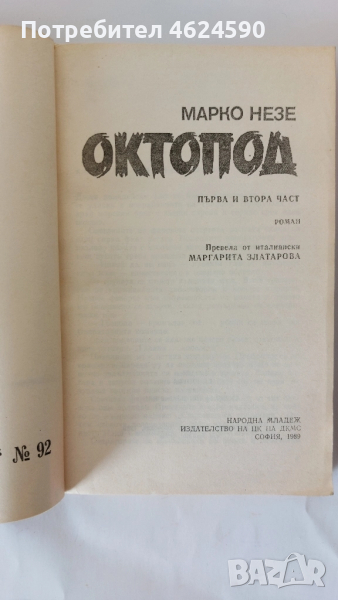 Потребител 4624590
МАРКО НЕЗЕ
ОКТОПОД
ПЪРВА И ВТОРА ЧАСТ
РОМАН
Превела от италиански
МАРГАРИТА ЗЛАТАРОВА
НАРОДНА МЛАДЕЖ
ИЗДАТЕЛСТВО НА ЦК НА ДКМС
СОФИЯ, 1989
№ 92
БАЗАР